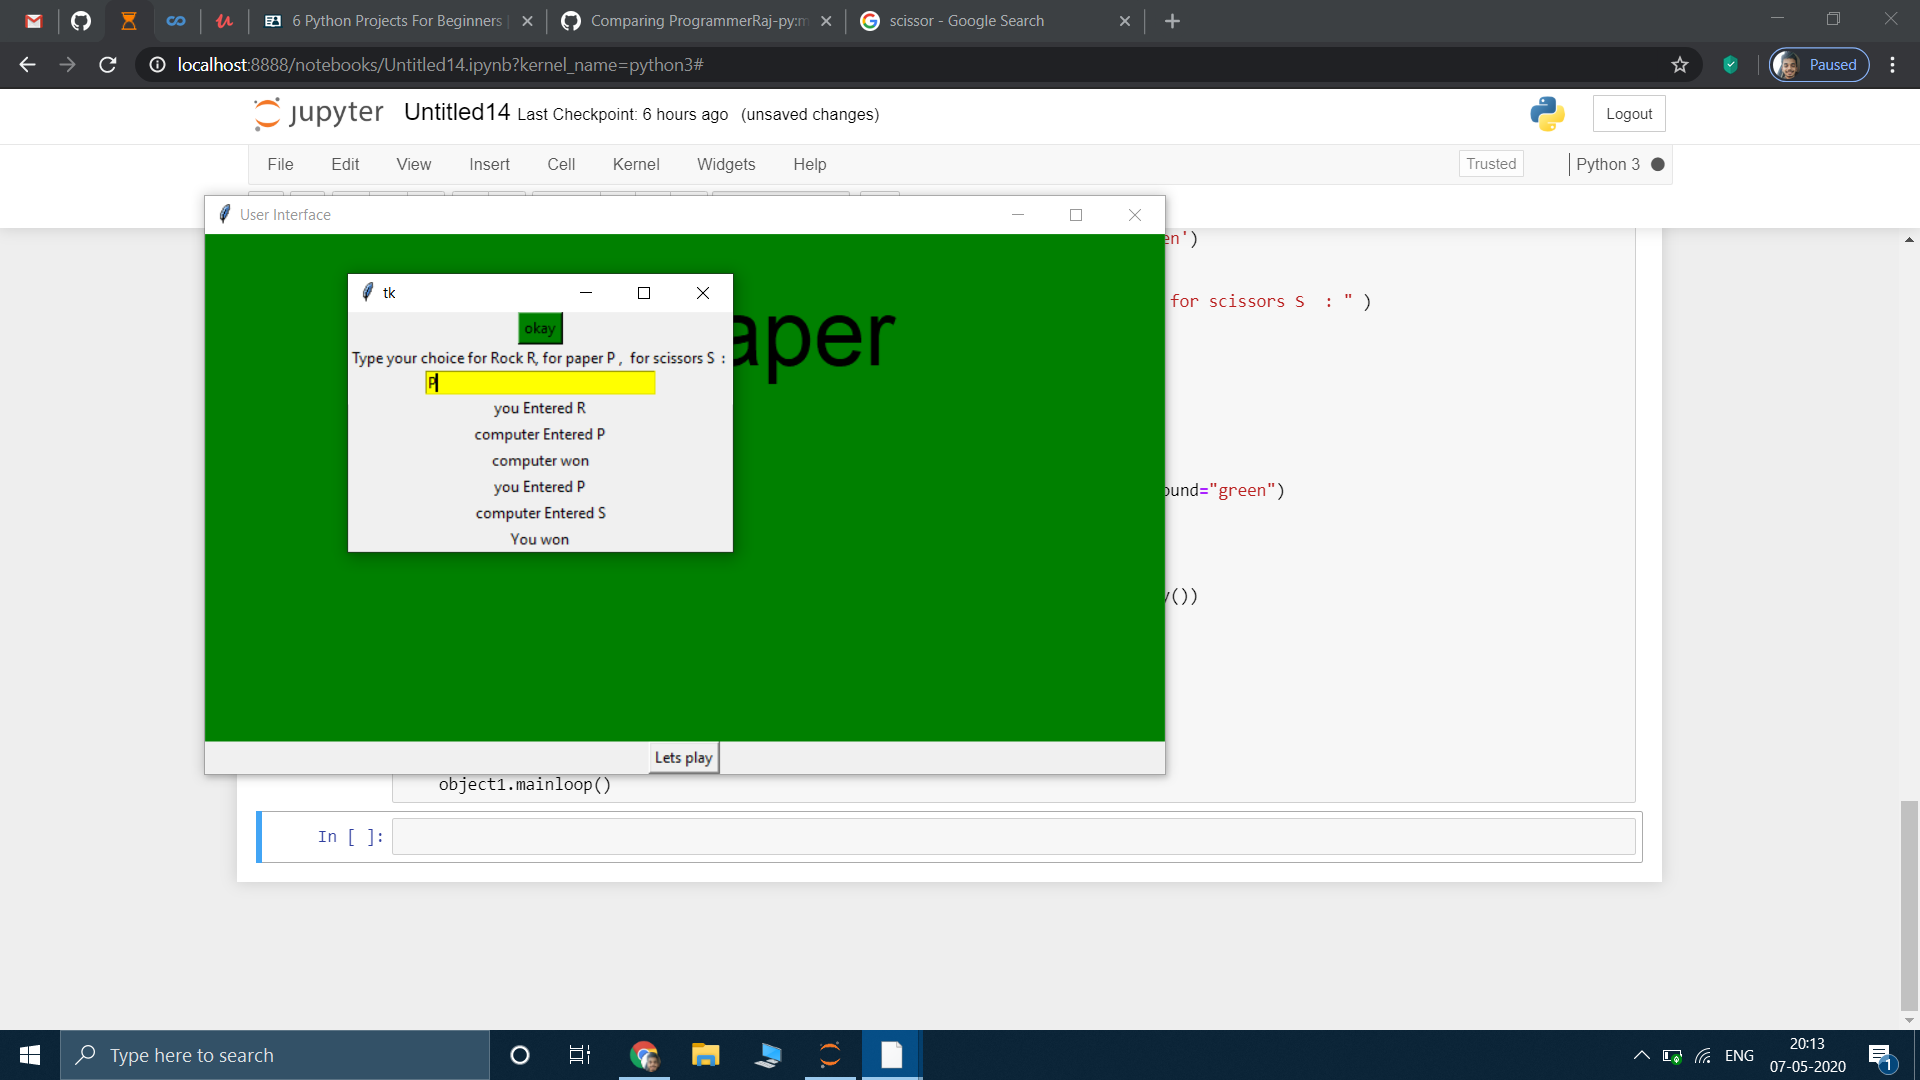 6 Python Projects For Beginners
Comparing ProgrammerRaj-py:m
scissor - Google Search
localhost:8888/notebooks/Untitled14.ipynb?kernel_name=python3#
Paused
jupyter Untitled14 Last Checkpoint: 6 hours ago (unsaved changes)
Logout
File Edit View Insert Cell Kernel Widgets Help
Trusted
Python 3
User Interface
en')
tk
okay
for scissors S : " )
aper
Type your choice for Rock R, for paper P , for scissors S :
P
you Entered R
computer Entered P
computer won
you Entered P
ound="green")
computer Entered S
You won
y())
Lets play
object1.mainloop()
In [ ]:
Type here to search
ENG
20:13
07-05-2020
1